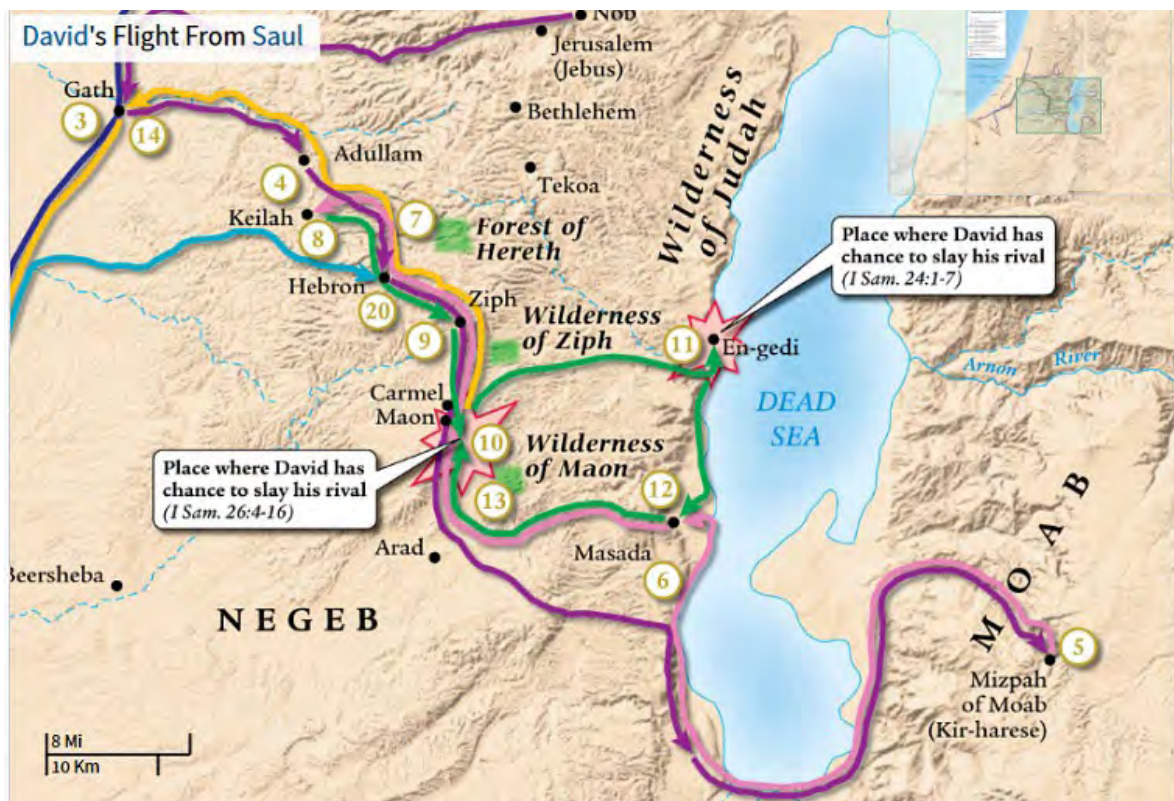 David's Flight From Saul
Nob
Jerusalem
(Jebus)
Gath
3
14
Bethlehem
Adullam
4
Tekoa
Wilderness
of Judah
Keilah
8
7
Forest of
Hereth
Place where David has
chance to slay his rival
(I Sam. 24:1-7)
Hebron
20
Ziph
9
Wilderness
of Ziph
11
En-gedi
Arnon River
Carmel
Maon
DEAD
SEA
10
Wilderness
of Maon
Place where David has
chance to slay his rival
(I Sam. 26:4-16)
13
12
Arad
Masada
6
Beersheba
NEGEB
MOAB
5
Mizpah
of Moab
(Kir-harese)
8 Mi
10 Km